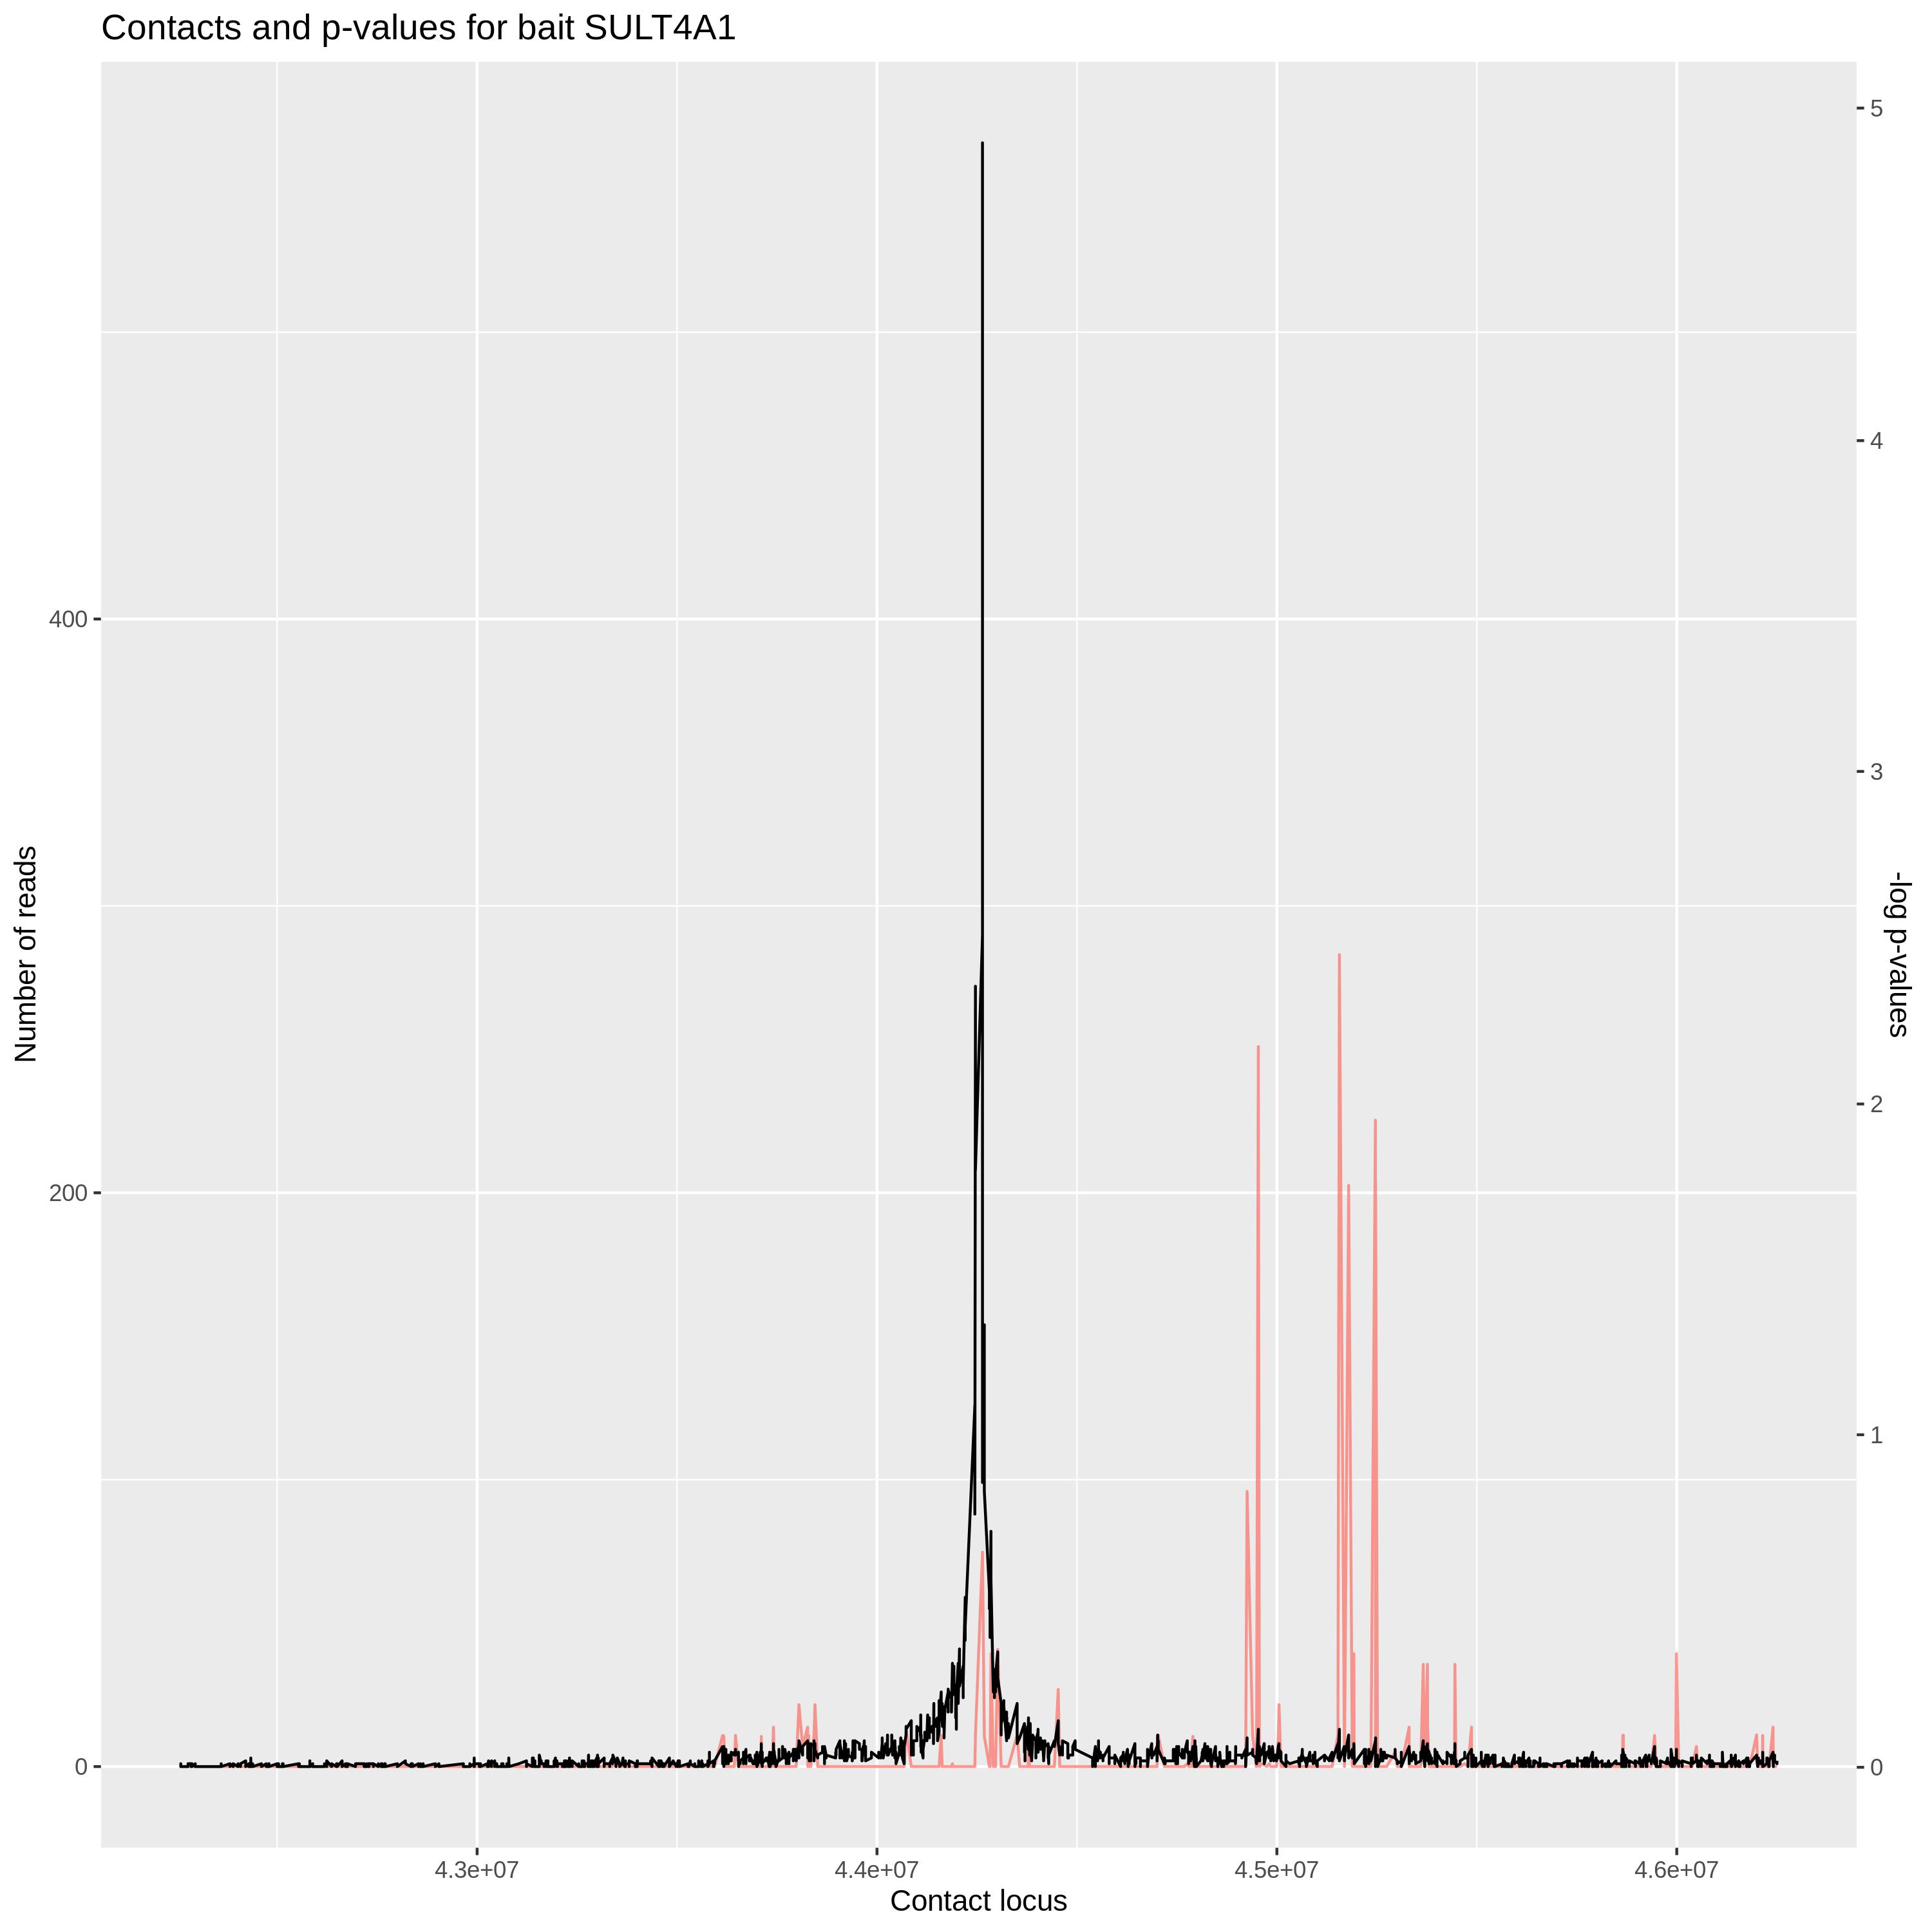 Contacts and p-values for bait SULT4A1
5
4
400
3
Number of reads
-log p-values
2
200
1
0
0
4.3e+07 4.4e+07 4.5e+07 4.6e+07
Contact locus